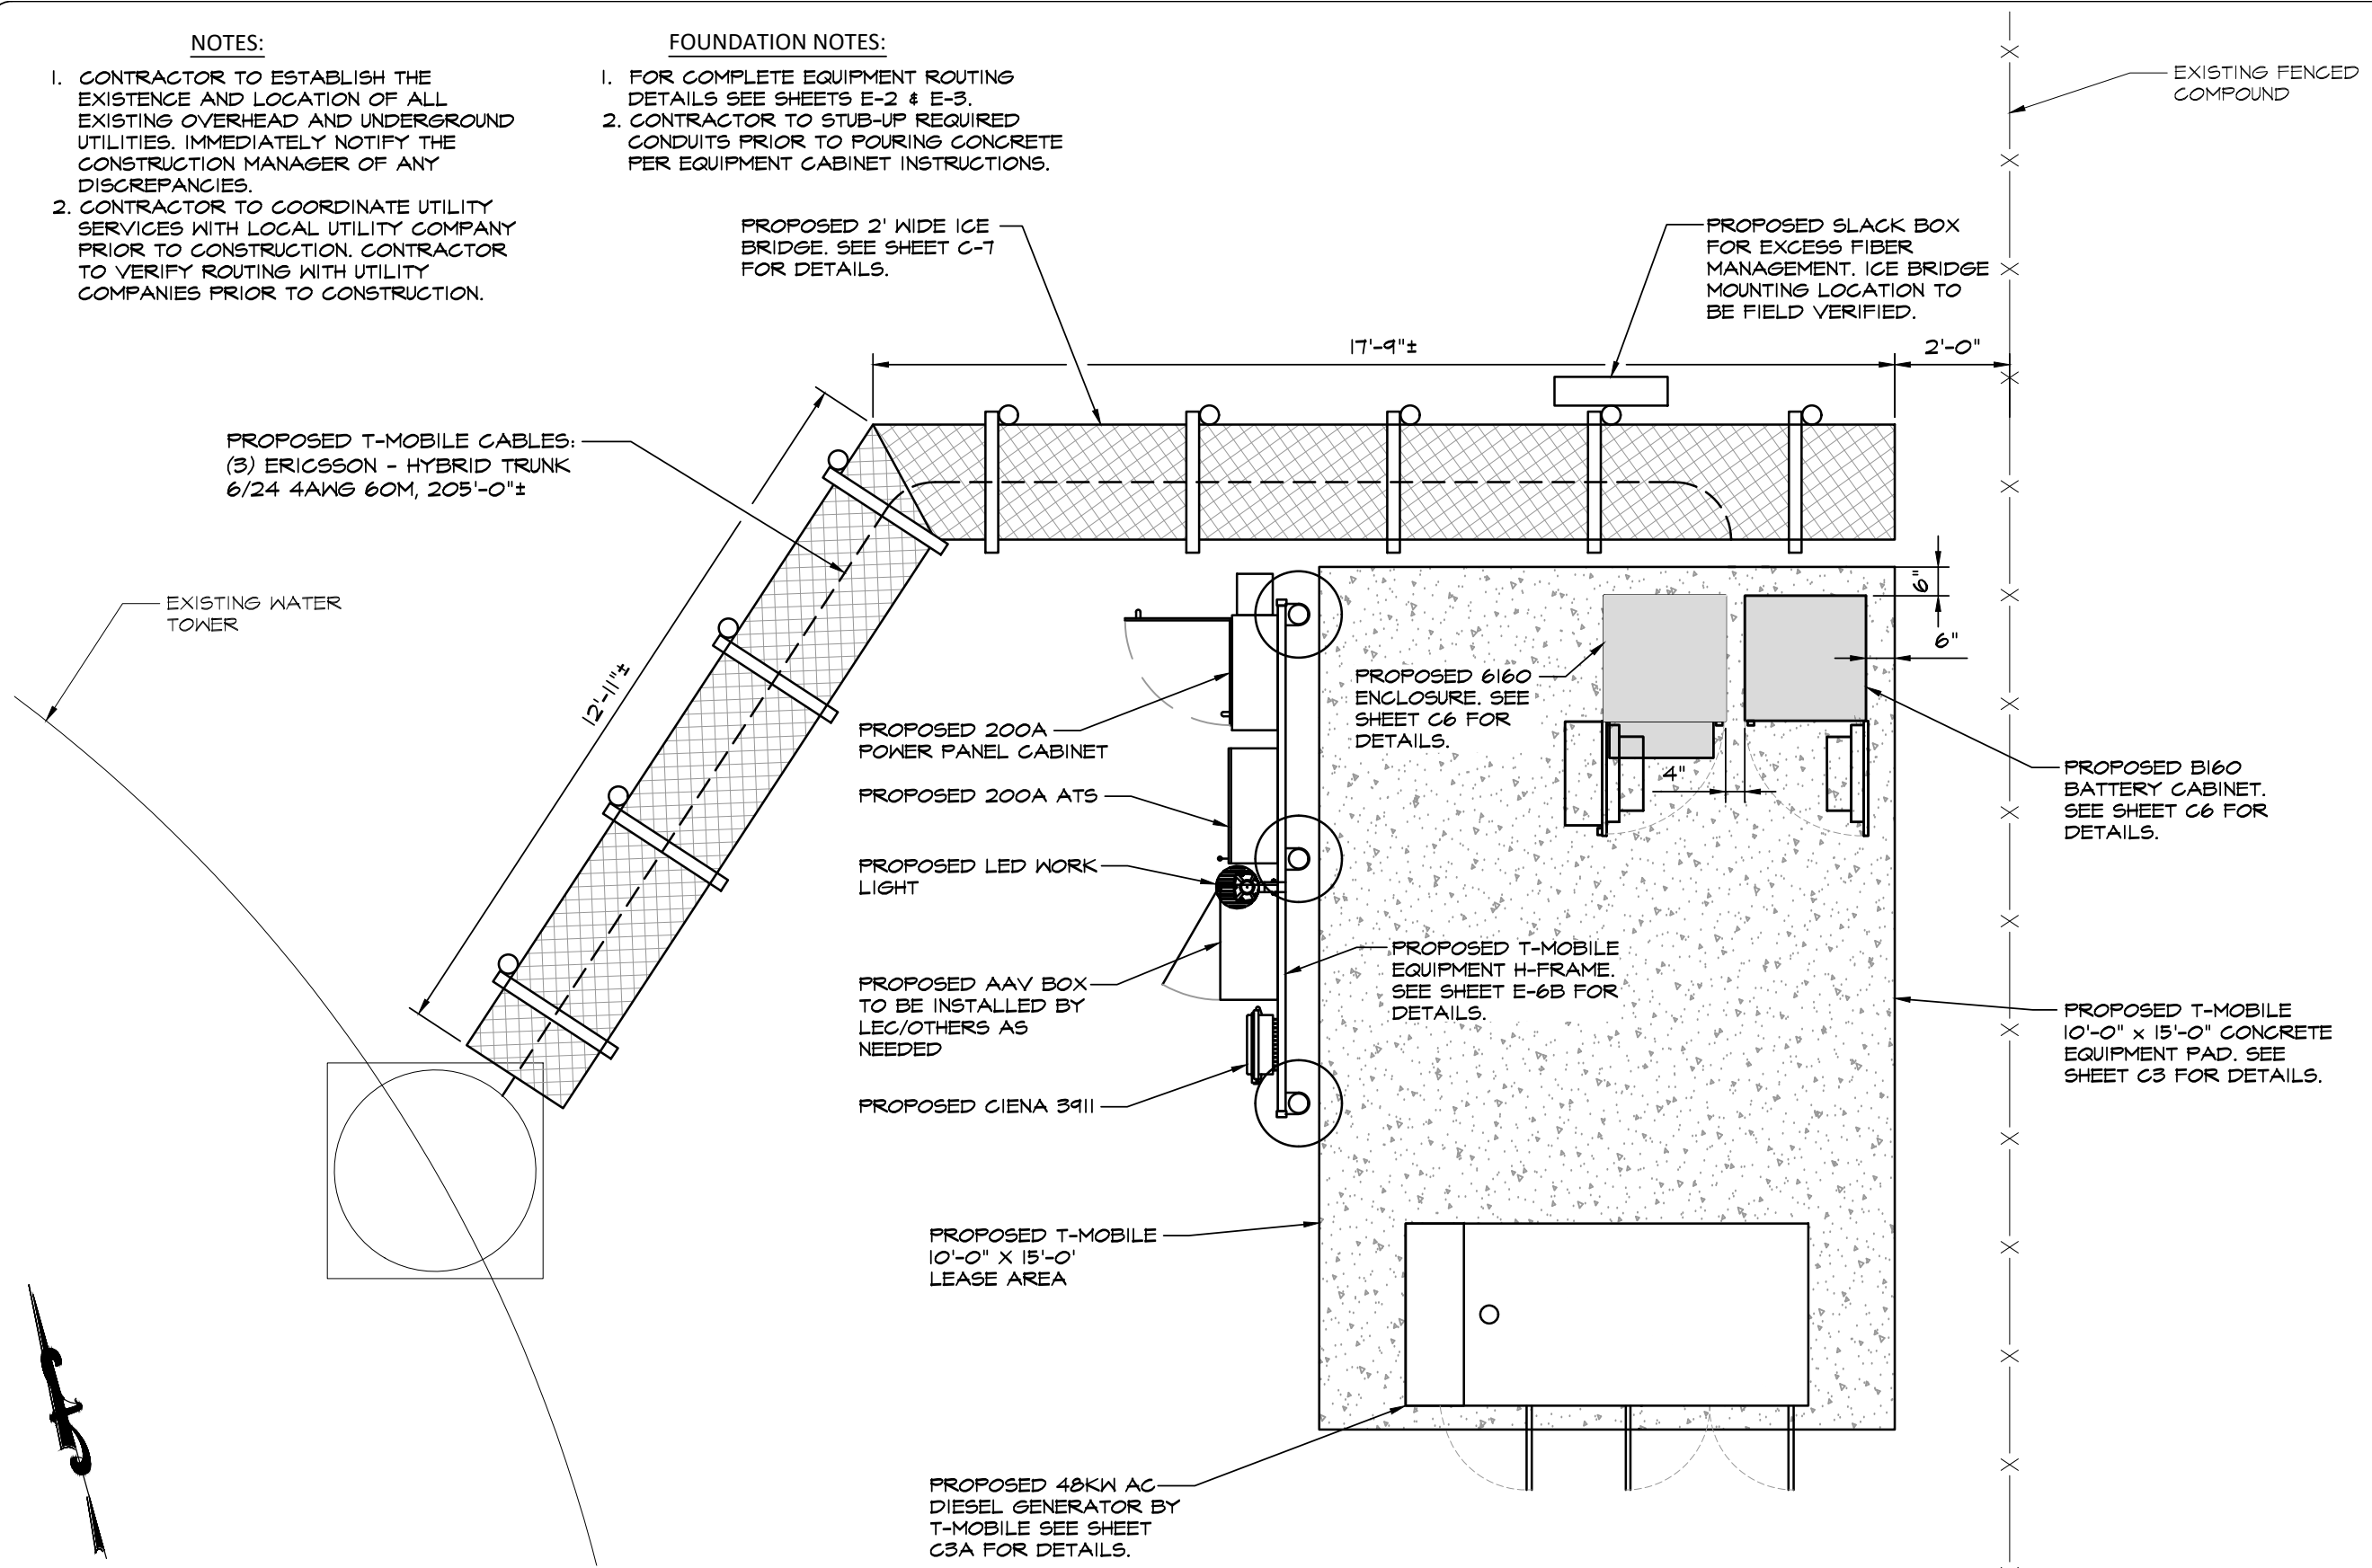 NOTES:
1. CONTRACTOR TO ESTABLISH THE
EXISTENCE AND LOCATION OF ALL
EXISTING OVERHEAD AND UNDERGROUND
UTILITIES. IMMEDIATELY NOTIFY THE
CONSTRUCTION MANAGER OF ANY
DISCREPANCIES.
2. CONTRACTOR TO COORDINATE UTILITY
SERVICES WITH LOCAL UTILITY COMPANY
PRIOR TO CONSTRUCTION. CONTRACTOR
TO VERIFY ROUTING WITH UTILITY
COMPANIES PRIOR TO CONSTRUCTION.
FOUNDATION NOTES:
1. FOR COMPLETE EQUIPMENT ROUTING
DETAILS SEE SHEETS E-2 & E-3.
2. CONTRACTOR TO STUB-UP REQUIRED
CONDUITS PRIOR TO POURING CONCRETE
PER EQUIPMENT CABINET INSTRUCTIONS.
EXISTING FENCED
COMPOUND
PROPOSED 2' WIDE ICE
BRIDGE. SEE SHEET C-7
FOR DETAILS.
PROPOSED SLACK BOX
FOR EXCESS FIBER
MANAGEMENT. ICE BRIDGE
MOUNTING LOCATION TO
BE FIELD VERIFIED.
17'-9"±
2'-0"
PROPOSED T-MOBILE CABLES:
(3) ERICSSON - HYBRID TRUNK
6/24 4AWG 60M, 205'-0"±
EXISTING WATER
TOWER
12'-11"±
6"
6"
PROPOSED 6160
ENCLOSURE. SEE
SHEET C6 FOR
DETAILS.
4"
PROPOSED 200A
POWER PANEL CABINET
PROPOSED 200A ATS
PROPOSED LED WORK
LIGHT
PROPOSED B160
BATTERY CABINET.
SEE SHEET C6 FOR
DETAILS.
PROPOSED T-MOBILE
EQUIPMENT H-FRAME.
SEE SHEET E-6B FOR
DETAILS.
PROPOSED AAV BOX
TO BE INSTALLED BY
LEC/OTHERS AS
NEEDED
PROPOSED T-MOBILE
10'-0" x 15'-0" CONCRETE
EQUIPMENT PAD. SEE
SHEET C3 FOR DETAILS.
PROPOSED CIENA 3911
PROPOSED T-MOBILE
10'-0" X 15'-0'
LEASE AREA
PROPOSED 48KW AC
DIESEL GENERATOR BY
T-MOBILE SEE SHEET
C3A FOR DETAILS.